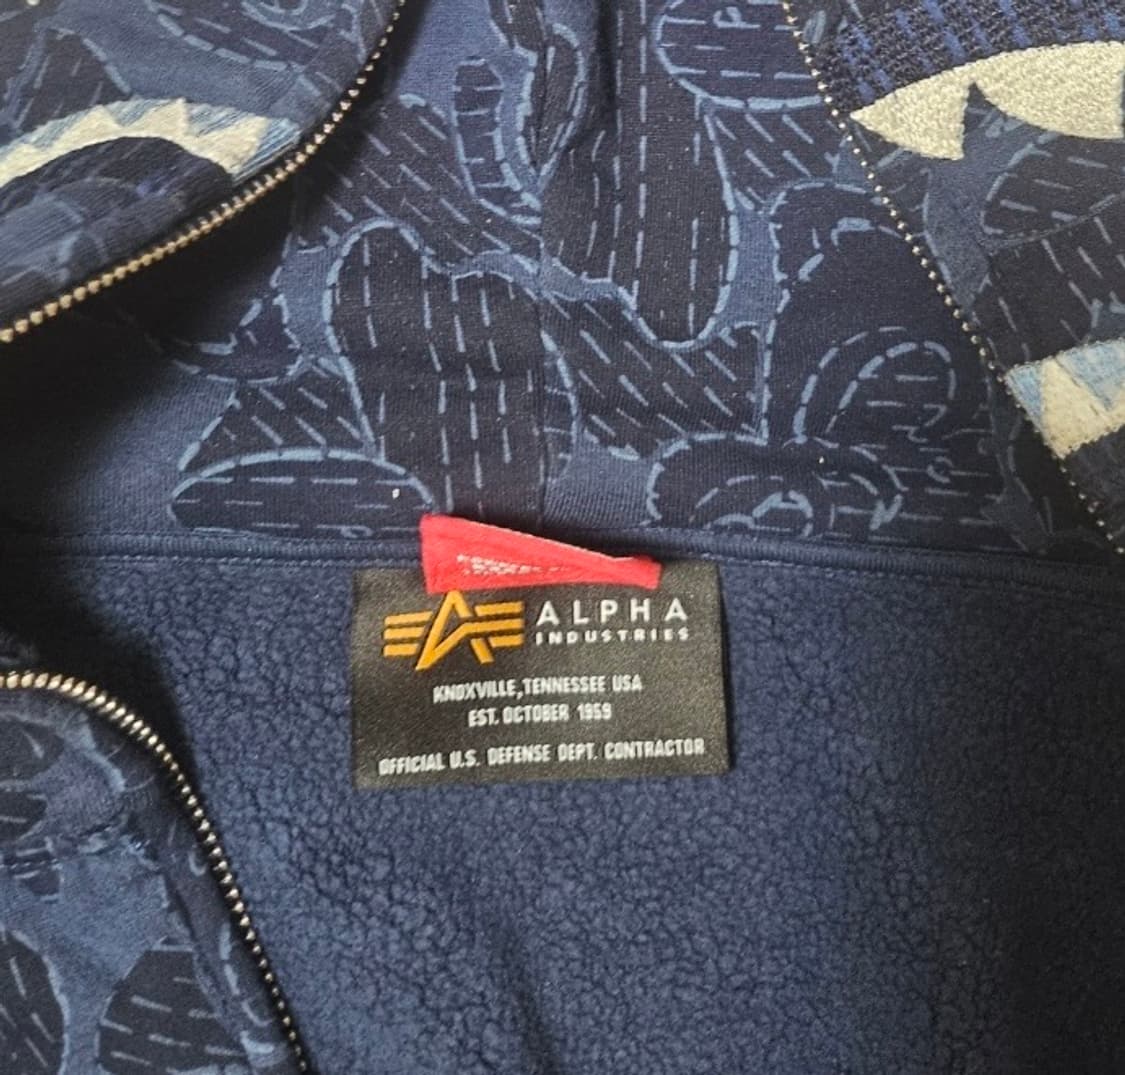 ALPHA
INDUSTRIES
KNOXVILLE, TENNESSEE USA
EST. OCTOBER 1959
OFFICIAL U.S. DEFENSE DEPT. CONTRACTOR